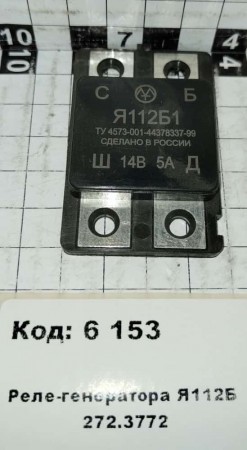 7
10
10
С Б
Я112Б1
ТУ 4573-001-44378337-99
СДЕЛАНО В РОССИИ
Ш 14В 5А Д
Код: 6 153
Реле-генератора Я112Б
272.3772